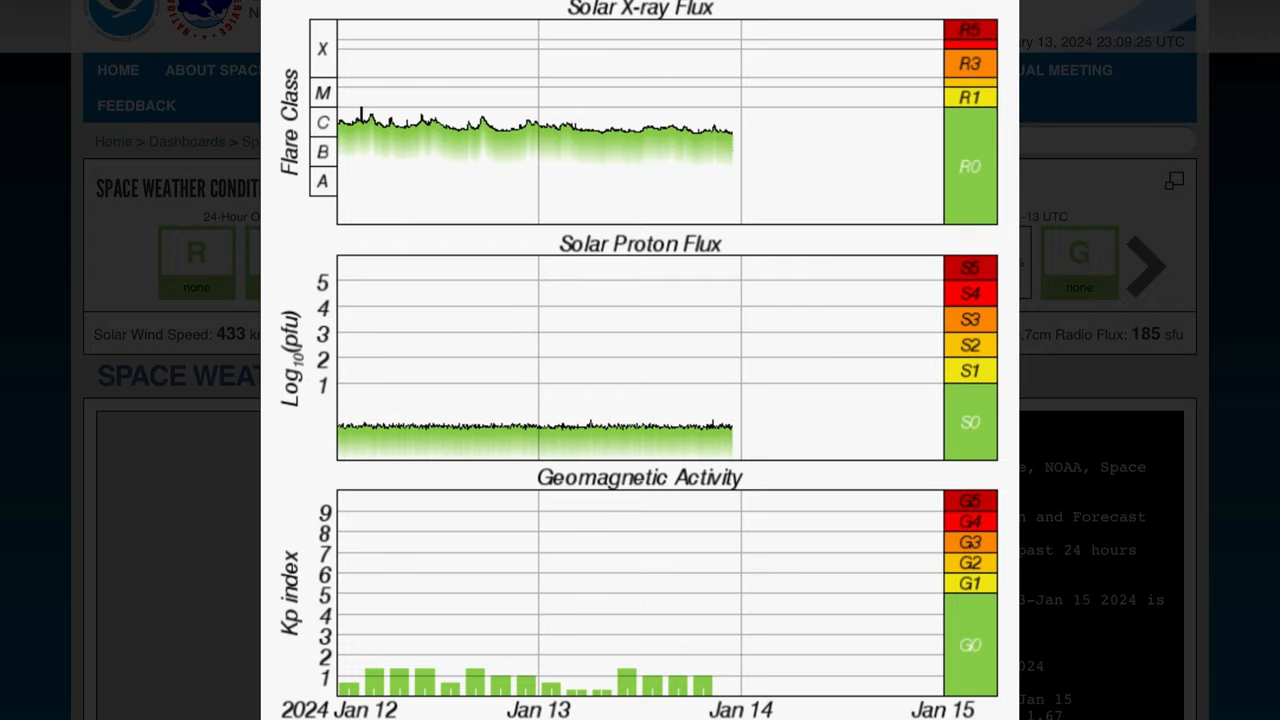 Solar X-ray Flux
N
ry 13, 2024 23:09:25 UTC
HOME ABOUT SPAC
UAL MEETING
FEEDBACK
Home > Dashboards > Sp
SPACE WEATHER CONDIT
24-Hour O
-13 UTC
R
none
G
none
Solar Wind Speed: 433 k
.7cm Radio Flux: 185 sfu
SPACE WEAT
Flare Class
X
M
C
B
A
R5
R3
R1
R0
Solar Proton Flux
Log10(pfu)
5
4
3
2
1
S5
S4
S3
S2
S1
S0
e, NOAA, Space
n and Forecast
past 24 hours
3-Jan 15 2024 is
024
an 15
1.67
Geomagnetic Activity
Kp index
9
8
7
6
5
4
3
2
1
G5
G4
G3
G2
G1
G0
2024 Jan 12 Jan 13 Jan 14 Jan 15